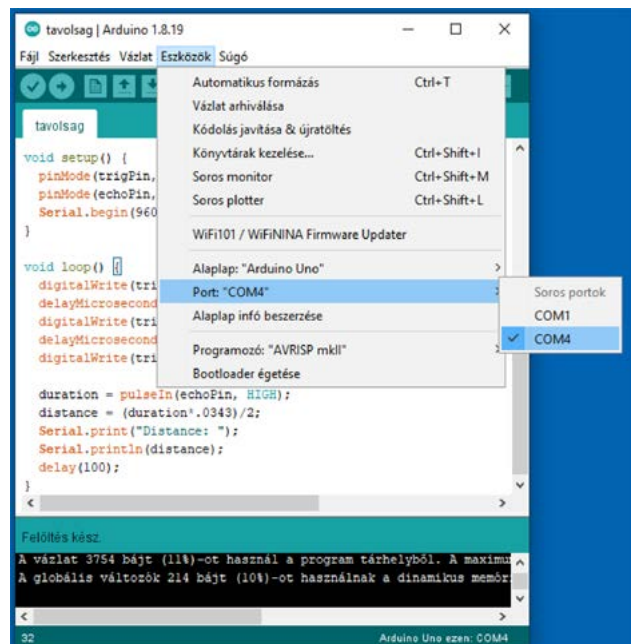 tavolsag | Arduino 1.8.19
Fájl Szerkesztés Vázlat Eszközök Súgó
Automatikus formázás Ctrl+T
Vázlat archiválása
Kódolás javítása & újratöltés
Könyvtárak kezelése... Ctrl+Shift+I
Soros monitor Ctrl+Shift+M
Soros plotter Ctrl+Shift+L
WiFi101 / WiFiNINA Firmware Updater
Alaplap: "Arduino Uno"
Port: "COM4"
Alaplap infó beszerzése
Programozó: "AVRISP mkII"
Bootloader égetése
Soros portok
COM1
COM4
tavolsag
void setup() {
pinMode(trigPin,
pinMode(echoPin,
Serial.begin(960
}
void loop() {
digitalWrite(tri
delayMicrosecond
digitalWrite(tri
delayMicrosecond
digitalWrite(tri
duration = pulseIn(echoPin, HIGH);
distance = (duration*.0343)/2;
Serial.print("Distance: ");
Serial.println(distance);
delay(100);
}
Felöltés kész.
A vázlat 3754 bájt (11%)-ot használ a program tárhelyből. A maximu
A globális változók 214 bájt (10%)-ot használnak a dinamikus memór
32 Arduino Uno ezen: COM4